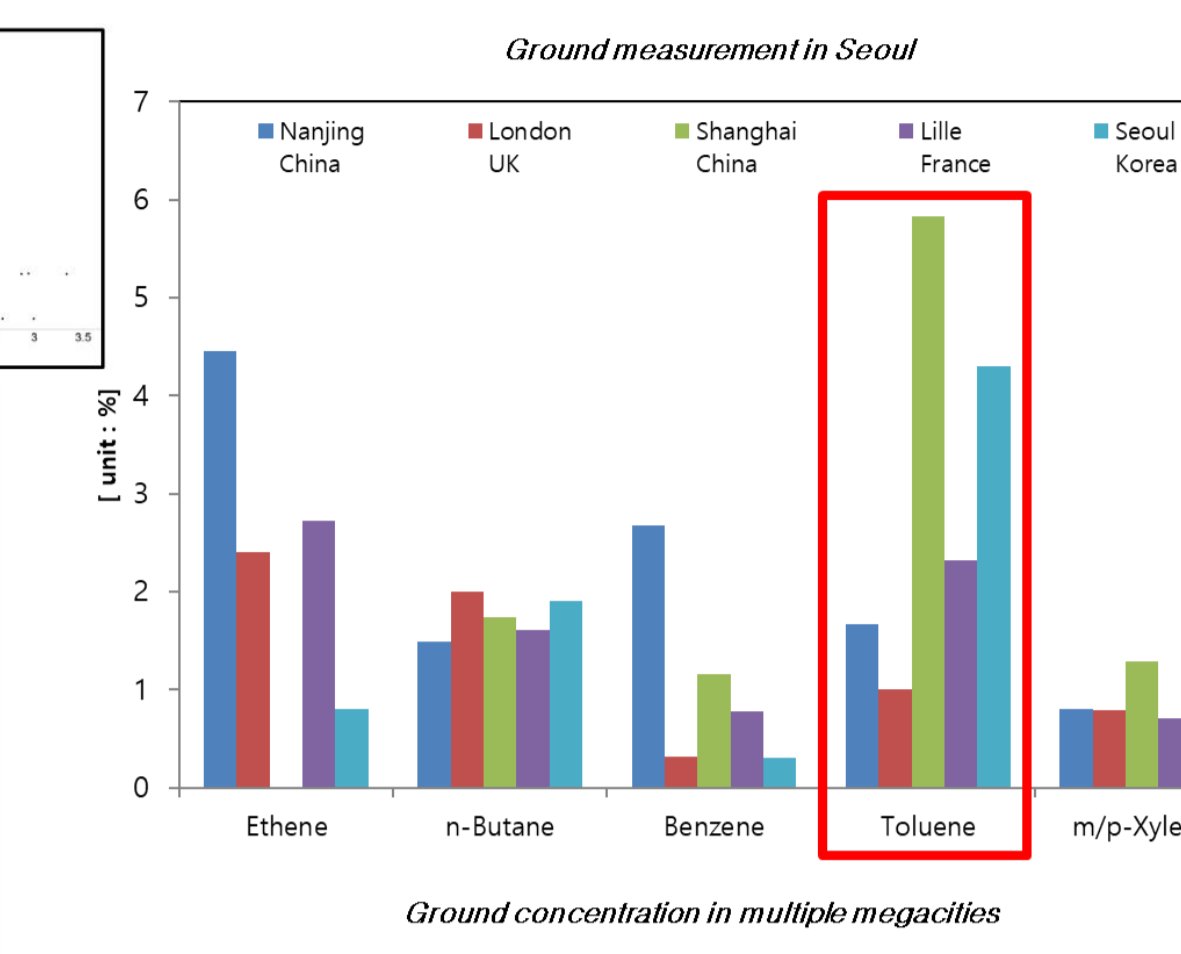 Ground measurement in Seoul
7
Nanjing London Shanghai Lille Seoul
China UK China France Korea
6
5
3 3.5
4
[ unit : %]
3
2
1
0
Ethene n-Butane Benzene Toluene m/p-Xyle
Ground concentration in multiple megacities